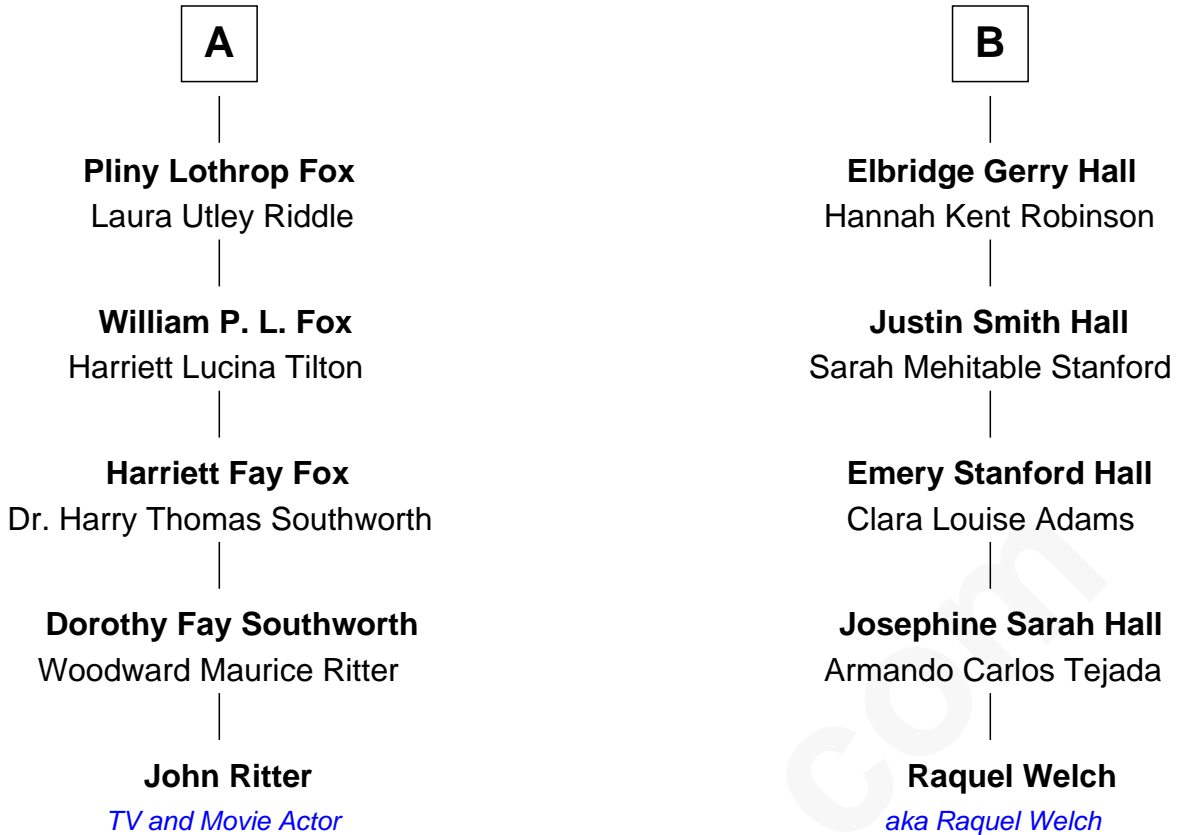 A
Pliny Lothrop Fox
Laura Utley Riddle
William P. L. Fox
Harriett Lucina Tilton
Harriett Fay Fox
Dr. Harry Thomas Southworth
Dorothy Fay Southworth
Woodward Maurice Ritter
John Ritter
TV and Movie Actor
B
Elbridge Gerry Hall
Hannah Kent Robinson
Justin Smith Hall
Sarah Mehitable Stanford
Emery Stanford Hall
Clara Louise Adams
Josephine Sarah Hall
Armando Carlos Tejada
Raquel Welch
aka Raquel Welch
com